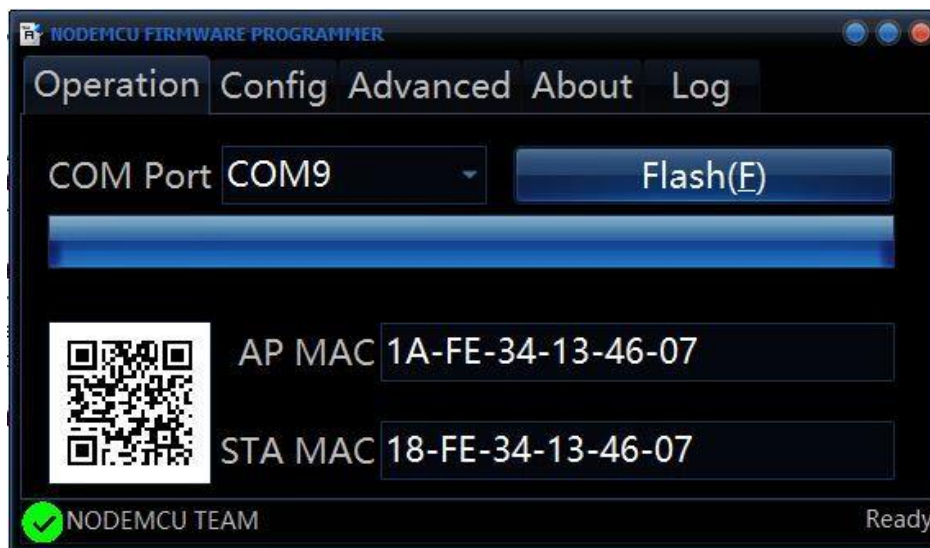 NODEMCU FIRMWARE PROGRAMMER
Operation Config Advanced About Log
COM Port COM9 Flash(F)
AP MAC 1A-FE-34-13-46-07
STA MAC 18-FE-34-13-46-07
NODEMCU TEAM Ready